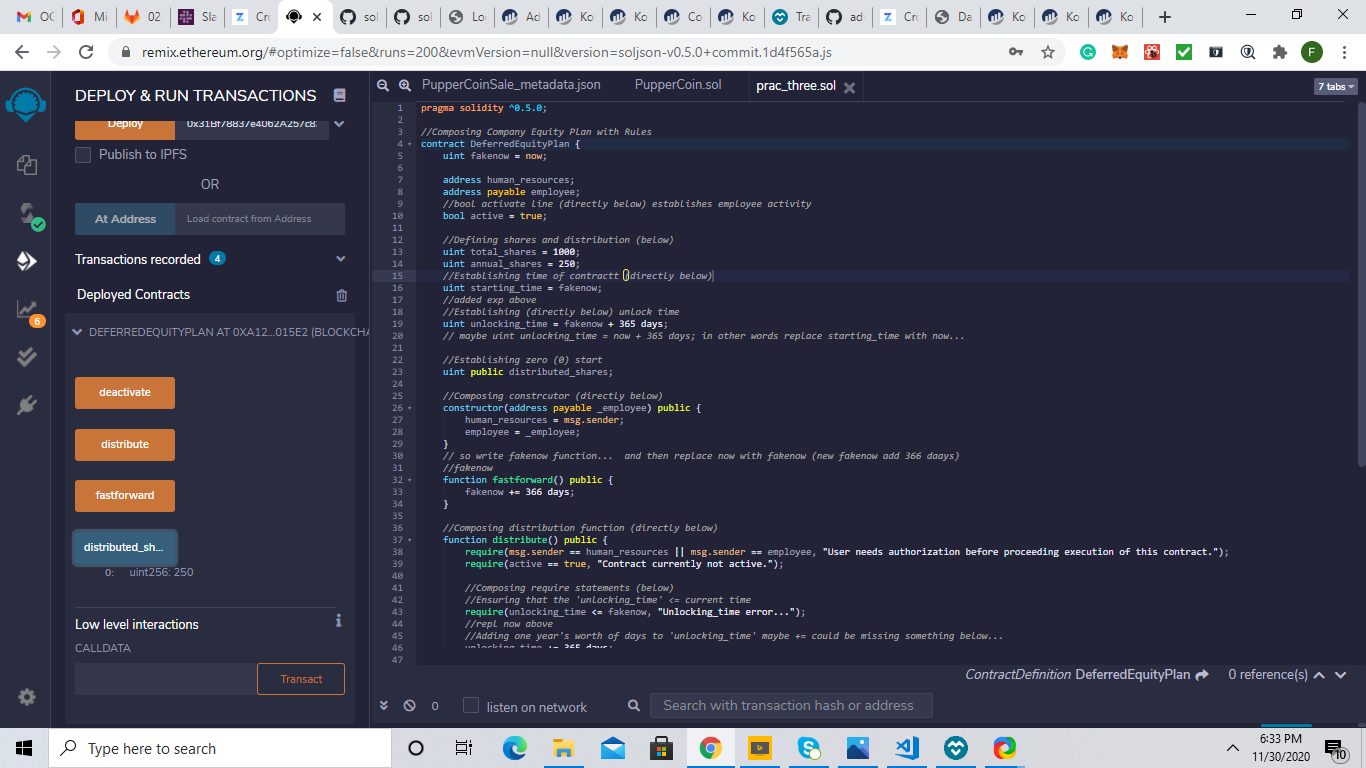 OG
Mi
02
Sla
Cro
sol
sol
Lo
Ad
Ko
Ko
Co
Ko
Tra
ad
Cro
Da
Ko
Ko
Ko
remix.ethereum.org/#optimize=false&runs=200&evmVersion=null&version=soljson-v0.5.0+commit.1d4f565a.js
F
DEPLOY & RUN TRANSACTIONS
Deploy
Publish to IPFS
OR
At Address
Load contract from Address
Transactions recorded 4
Deployed Contracts
DEFERREDEQUITYPLAN AT 0XA12...015E2 (BLOCKCHA
6
deactivate
distribute
fastforward
distributed_sh...
0: uint256: 250
Low level interactions
CALLDATA
Transact
PupperCoinSale_metadata.json
PupperCoin.sol
prac_three.sol
7 tabs
1 pragma solidity ^0.5.0;
2
3 //Composing Company Equity Plan with Rules
4 contract DeferredEquityPlan {
5 uint fakenow = now;
6
7 address human_resources;
8 address payable employee;
9 //bool activate line (directly below) establishes employee activity
10 bool active = true;
11
12 //Defining shares and distribution (below)
13 uint total_shares = 1000;
14 uint annual_shares = 250;
15 //Establishing time of contractt (directly below)
16 uint starting_time = fakenow;
17 //added exp above
18 //Establishing (directly below) unlock time
19 uint unlocking_time = fakenow + 365 days;
20 // maybe uint unlocking_time = now + 365 days; in other words replace starting_time with now...
21
22 //Establishing zero (0) start
23 uint public distributed_shares;
24
25 //Composing constrcutor (directly below)
26 constructor(address payable _employee) public {
27 human_resources = msg.sender;
28 employee = _employee;
29 }
30 // so write fakenow function... and then replace now with fakenow (new fakenow add 366 daays)
31 //fakenow
32 function fastforward() public {
33 fakenow += 366 days;
34 }
35
36 //Composing distribution function (directly below)
37 function distribute() public {
38 require(msg.sender == human_resources || msg.sender == employee, "User needs authorization before proceeding execution of this contract.");
39 require(active == true, "Contract currently not active.");
40
41 //Composing require statements (below)
42 //Ensuring that the 'unlocking_time' <= current time
43 require(unlocking_time <= fakenow, "Unlocking_time error...");
44 //repl now above
45 //Adding one year's worth of days to 'unlocking_time' maybe += could be missing something below...
46 unlocking_time += 365 days;
47
ContractDefinition DeferredEquityPlan
0 reference(s)
0
listen on network
Search with transaction hash or address
Type here to search
6:33 PM
11/30/2020
10